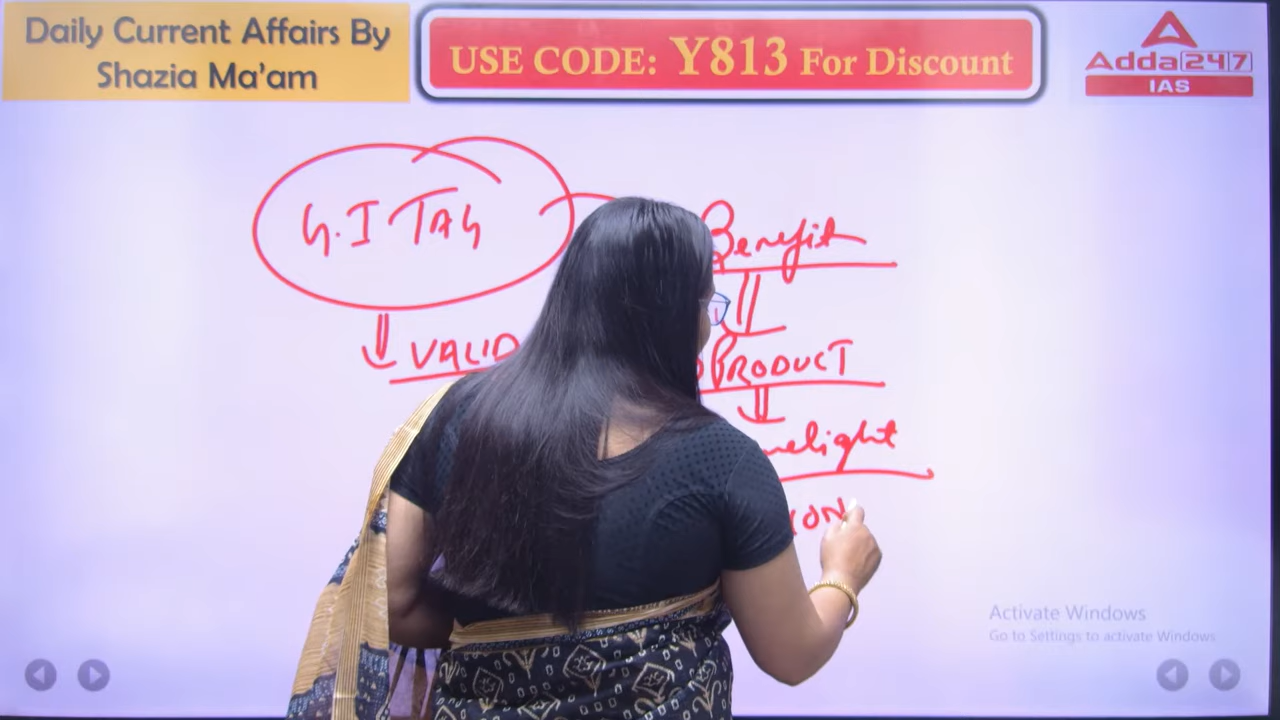 Daily Current Affairs By
Shazia Ma'am
USE CODE: Y813 For Discount
Adda247
IAS
G.I TAG
Benefit
VALID
PRODUCT
Activate Windows
Go to Settings to activate Windows